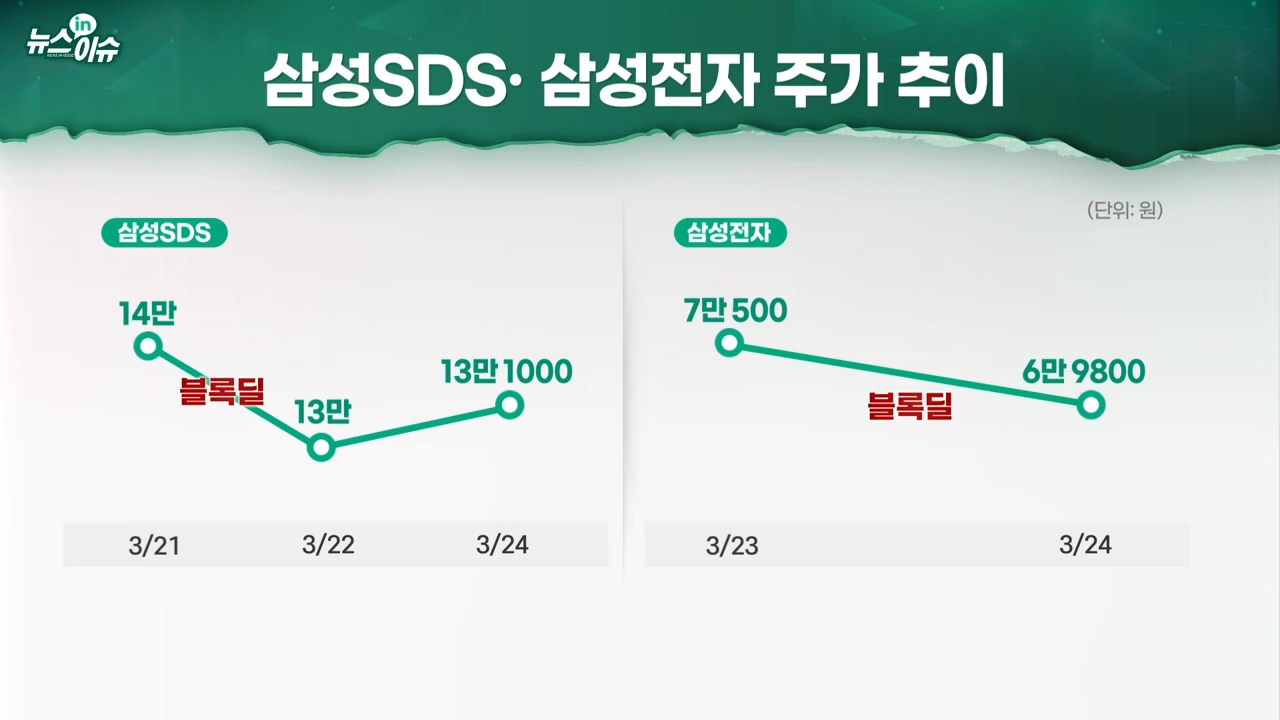 뉴스in이슈
삼성SDS· 삼성전자 주가 추이
(단위: 원)
삼성SDS
14만
블록딜
13만
13만 1000
3/21
3/22
3/24
삼성전자
7만 500
블록딜
6만 9800
3/23
3/24